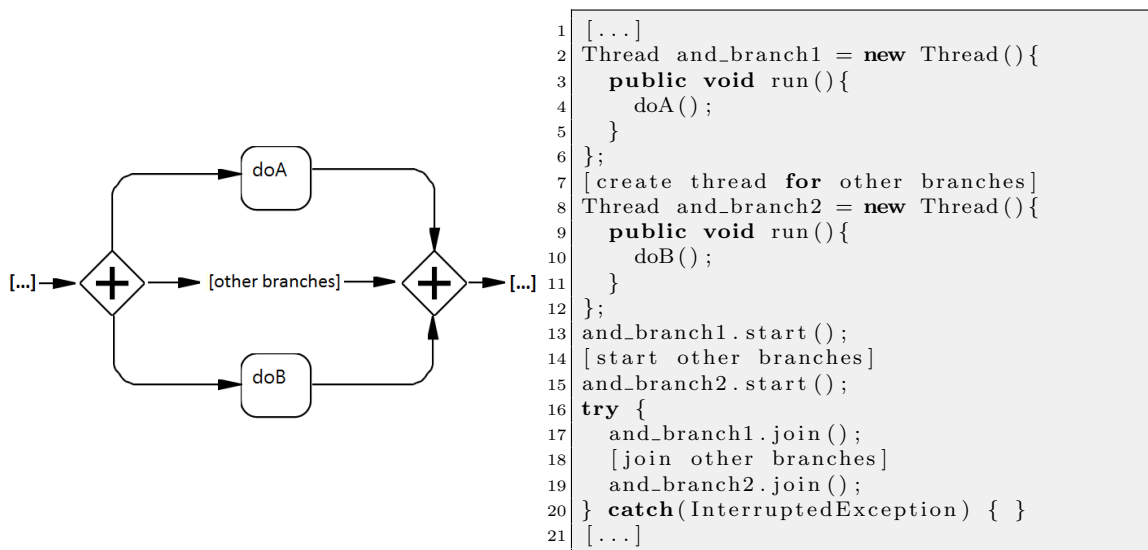 doA
[...]
[other branches]
[...]
doB
1 [...]
2 Thread and_branch1 = new Thread(){
3 public void run(){
4 doA();
5 }
6 };
7 [create thread for other branches]
8 Thread and_branch2 = new Thread(){
9 public void run(){
10 doB();
11 }
12 };
13 and_branch1.start();
14 [start other branches]
15 and_branch2.start();
16 try {
17 and_branch1.join();
18 [join other branches]
19 and_branch2.join();
20 } catch(InterruptedException) { }
21 [...]